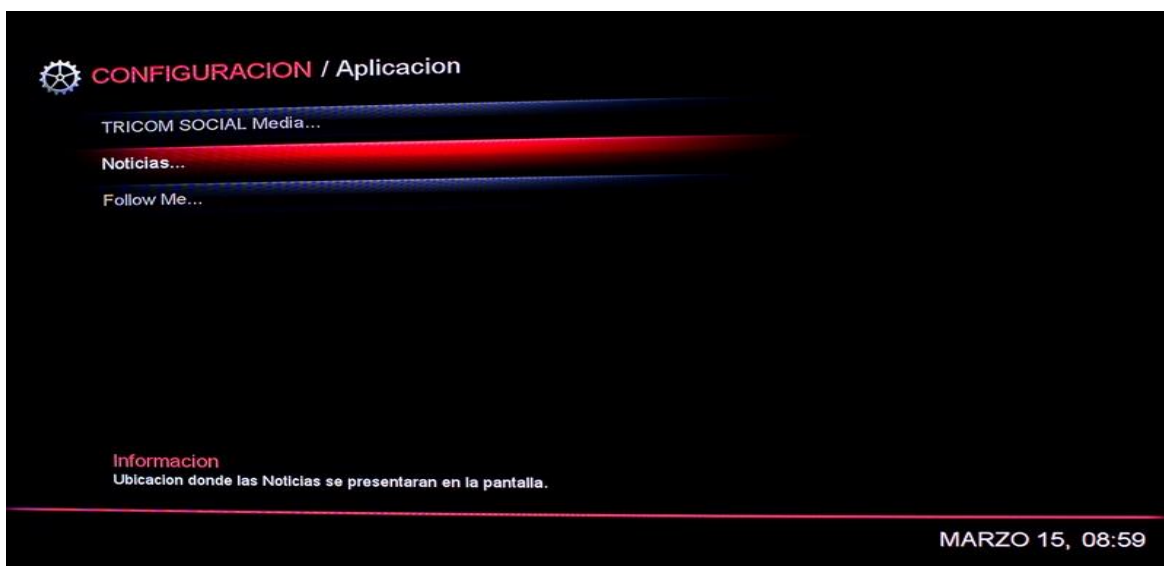 CONFIGURACION / Aplicacion
TRICOM SOCIAL Media...
Noticias...
Follow Me...
Informacion
Ubicacion donde las Noticias se presentaran en la pantalla.
MARZO 15, 08:59